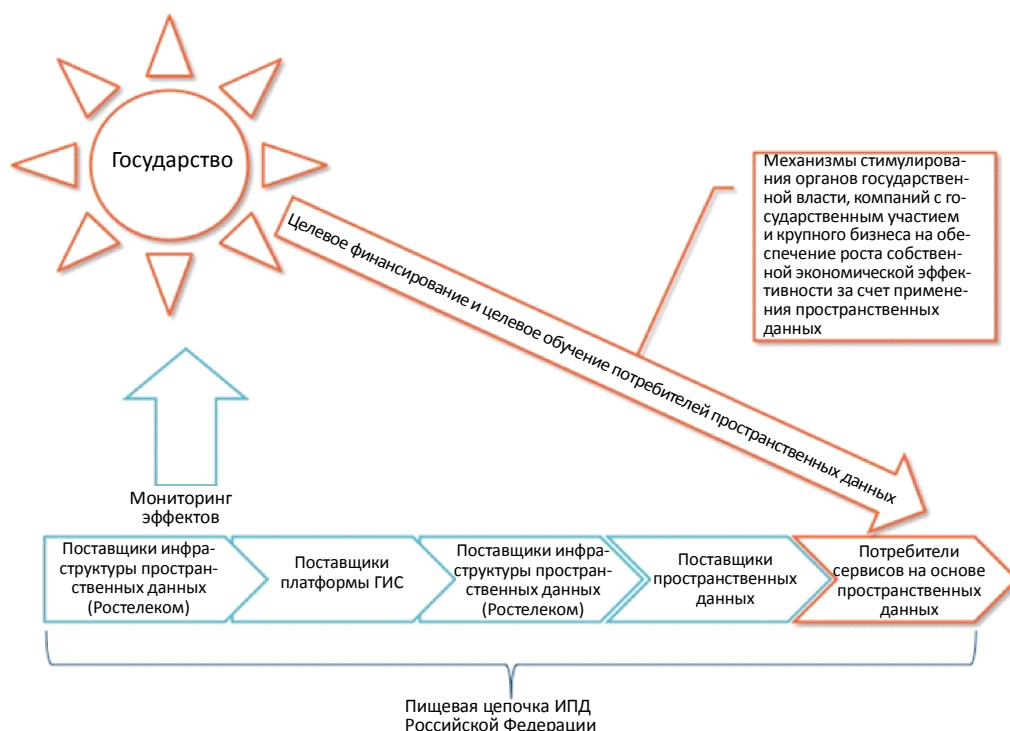 Государство
Механизмы стимулирова-
ния органов государствен-
ной власти, компаний с го-
сударственным участием
и крупного бизнеса на обе-
спечение роста собствен-
ной экономической эффек-
тивности за счет примене-
ния пространственных
данных
Целевое финансирование и целевое обучение потребителей пространственных данных
Мониторинг
эффектов
Поставщики инфра-
структуры пространт-
ственных данных
(Ростелеком)
Поставщики
платформы ГИС
Поставщики инфра-
структуры простран-
ственных данных
(Ростелеком)
Поставщики
пространственных
данных
Потребители
сервисов на основе
пространственных
данных
Пищевая цепочка ИПД
Российской Федерации